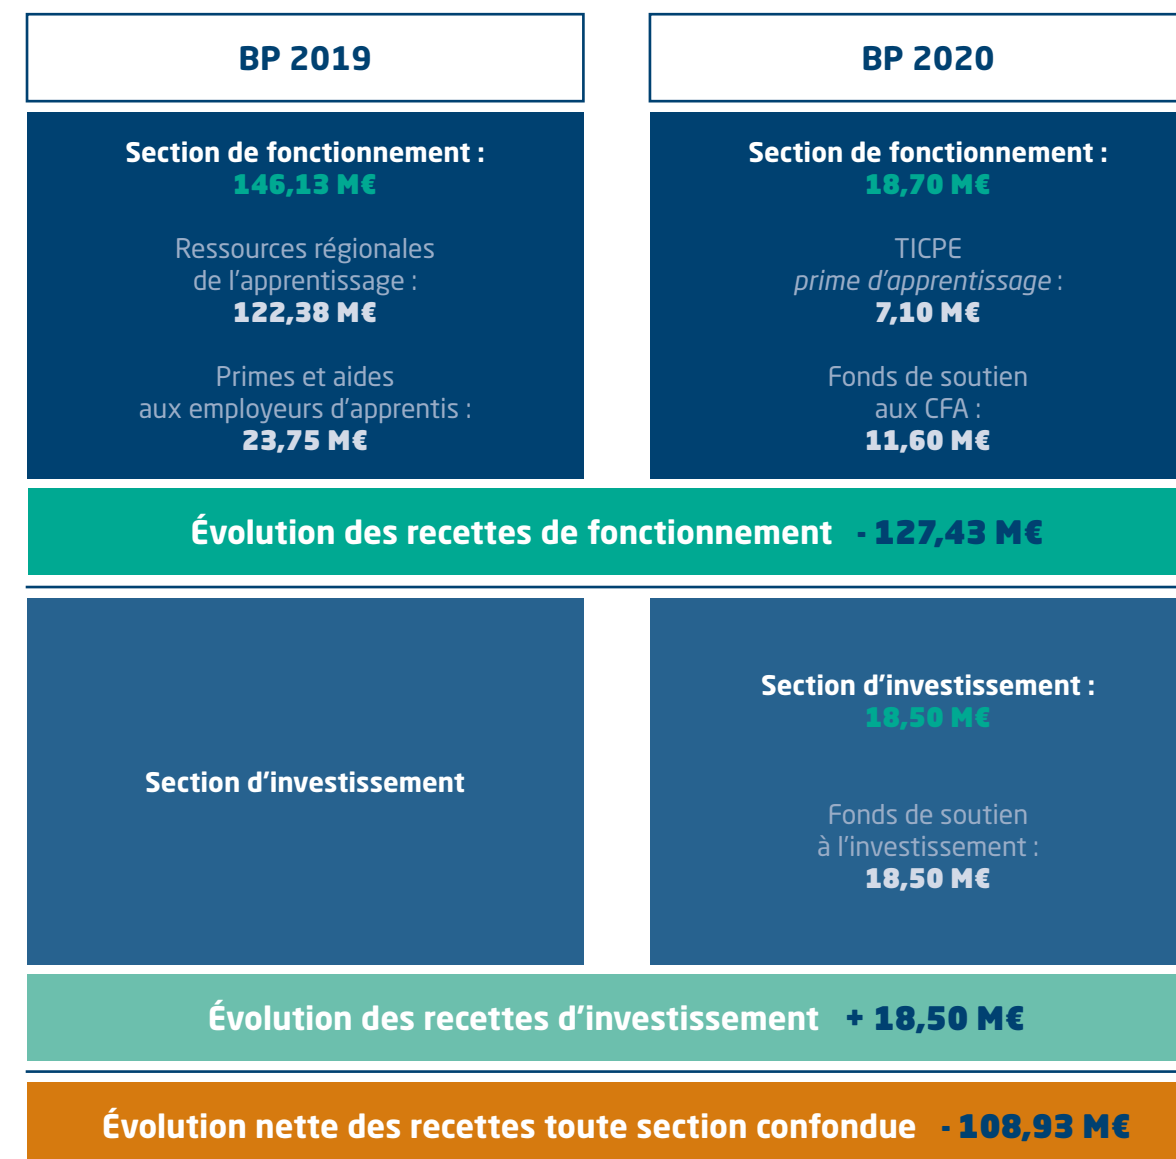 BP 2019
BP 2020
Section de fonctionnement :
146,13 M€
Ressources régionales
de l'apprentissage :
122,38 M€
Primes et aides
aux employeurs d'apprentis :
23,75 M€
Section de fonctionnement :
18,70 M€
TICPE
prime d'apprentissage :
7,10 M€
Fonds de soutien
aux CFA :
11,60 M€
Évolution des recettes de fonctionnement - 127,43 M€
Section d'investissement
Section d'investissement :
18,50 M€
Fonds de soutien
à l'investissement :
18,50 M€
Évolution des recettes d'investissement + 18,50 M€
Évolution nette des recettes toute section confondue - 108,93 M€